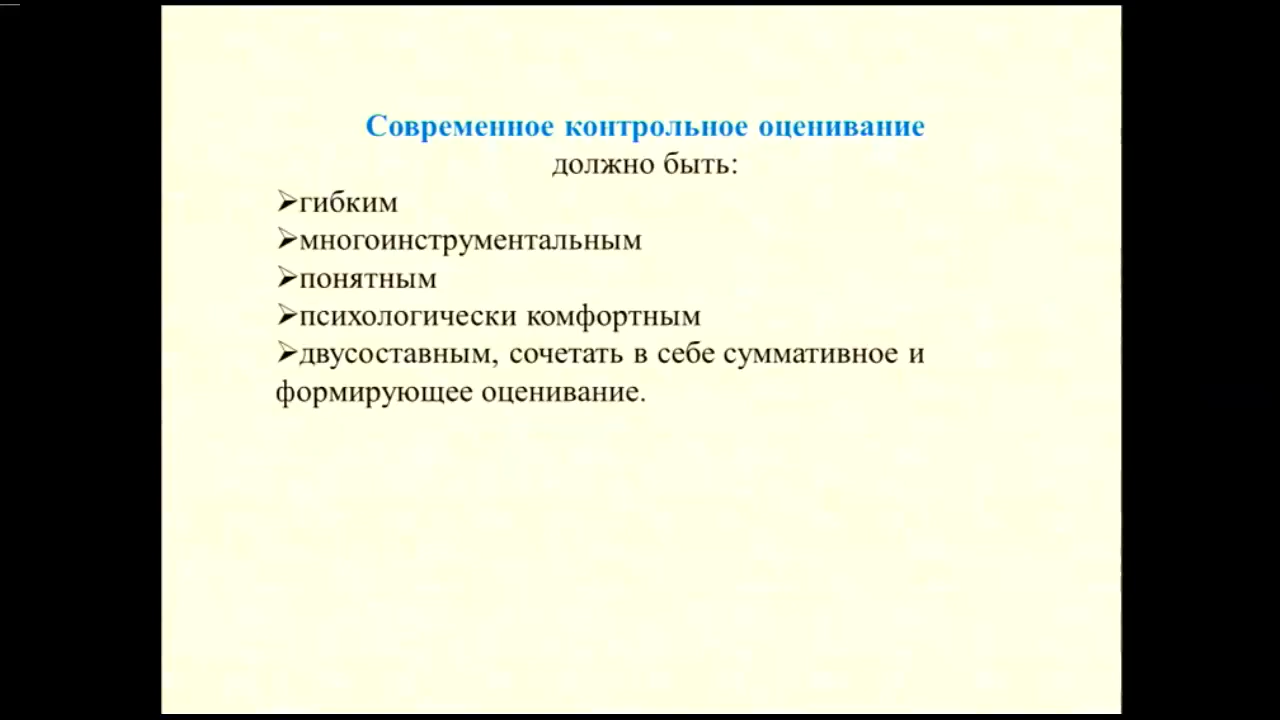 Современное контрольное оценивание
должно быть:
➢гибким
➢многоинструментальным
➢понятным
➢психологически комфортным
➢двусоставным, сочетать в себе суммативное и
формирующее оценивание.